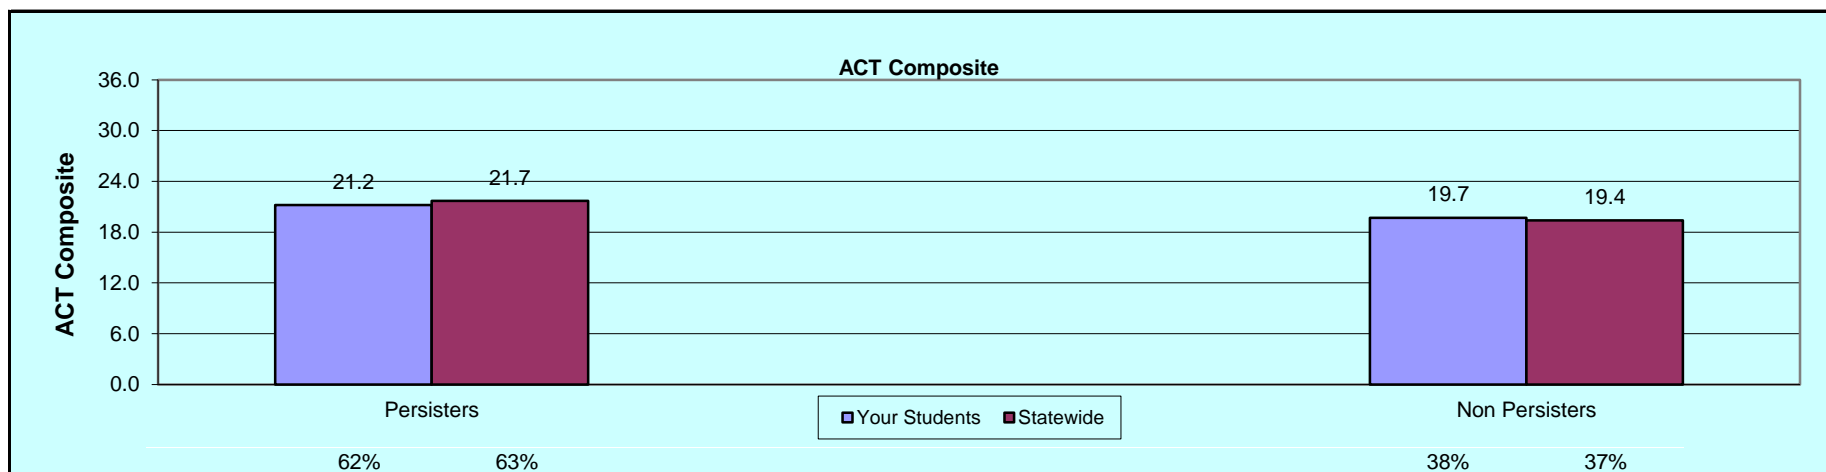 ACT Composite
ACT Composite
36.0
30.0
24.0
18.0
12.0
6.0
0.0
21.2
21.7
19.7
19.4
Persisters
Non Persisters
Your Students
Statewide
62%
63%
38%
37%